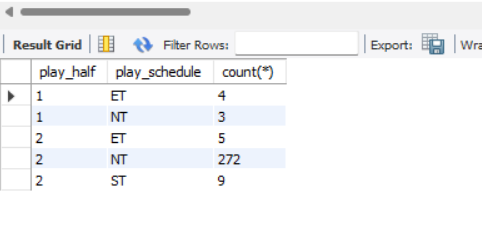 Result Grid Filter Rows: Export: Wra
play_half play_schedule count(*)
1 ET 4
1 NT 3
2 ET 5
2 NT 272
2 ST 9